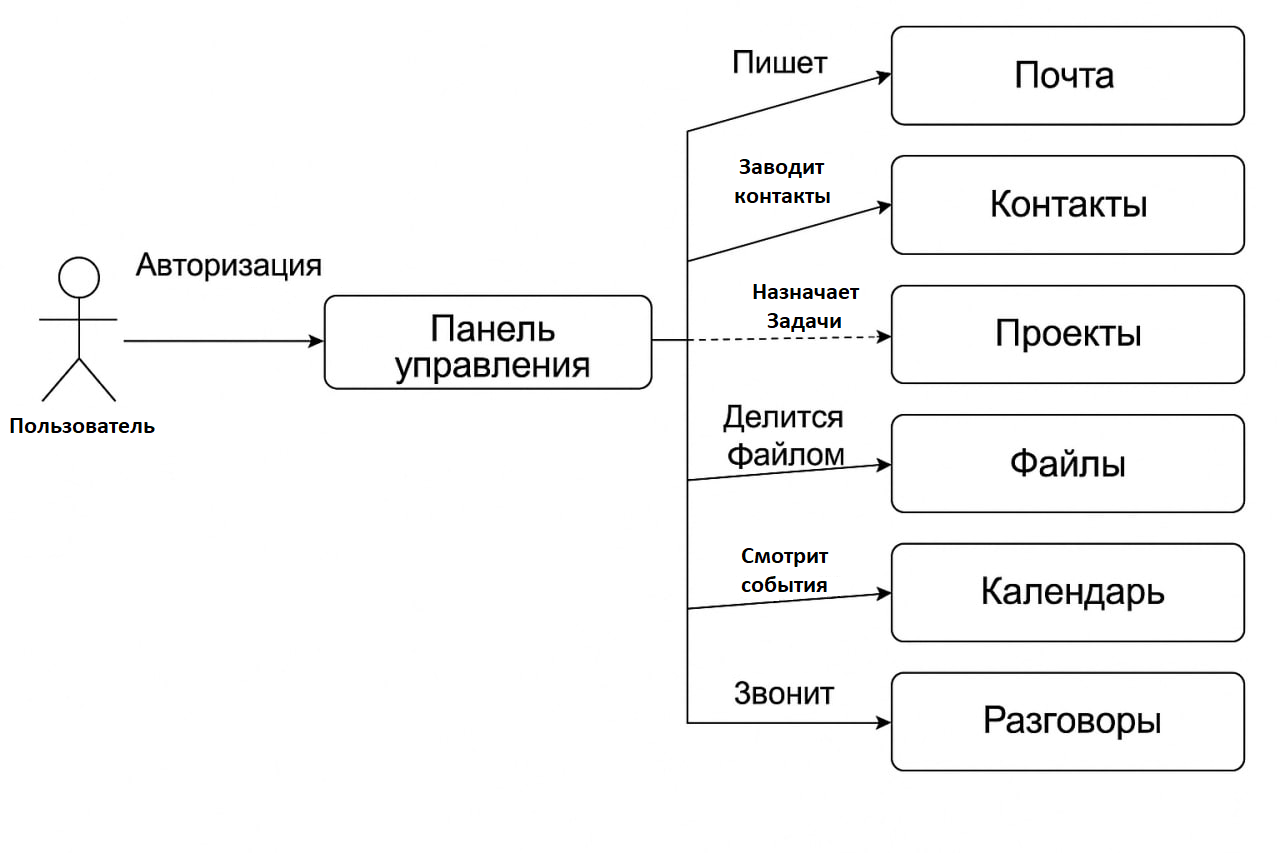 Пишет
Почта
Заводит
контакты
Контакты
Авторизация
Назначает
Задачи
Проекты
Панель
управления
Пользователь
Делится
Файлом
Файлы
Смотрит
события
Календарь
Звонит
Разговоры